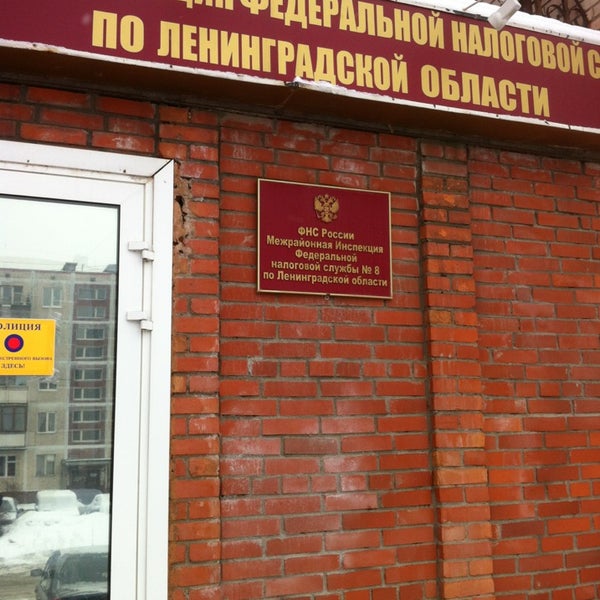 ФЕДЕРАЛЬНОЙ НАЛОГОВОЙ
ПО ЛЕНИНГРАДСКОЙ ОБЛАСТИ
ФНС России
Межрайонная Инспекция
Федеральной
налоговой службы № 8
по Ленинградской области
ОЛИЦИЯ
ЗДЕСЬ!